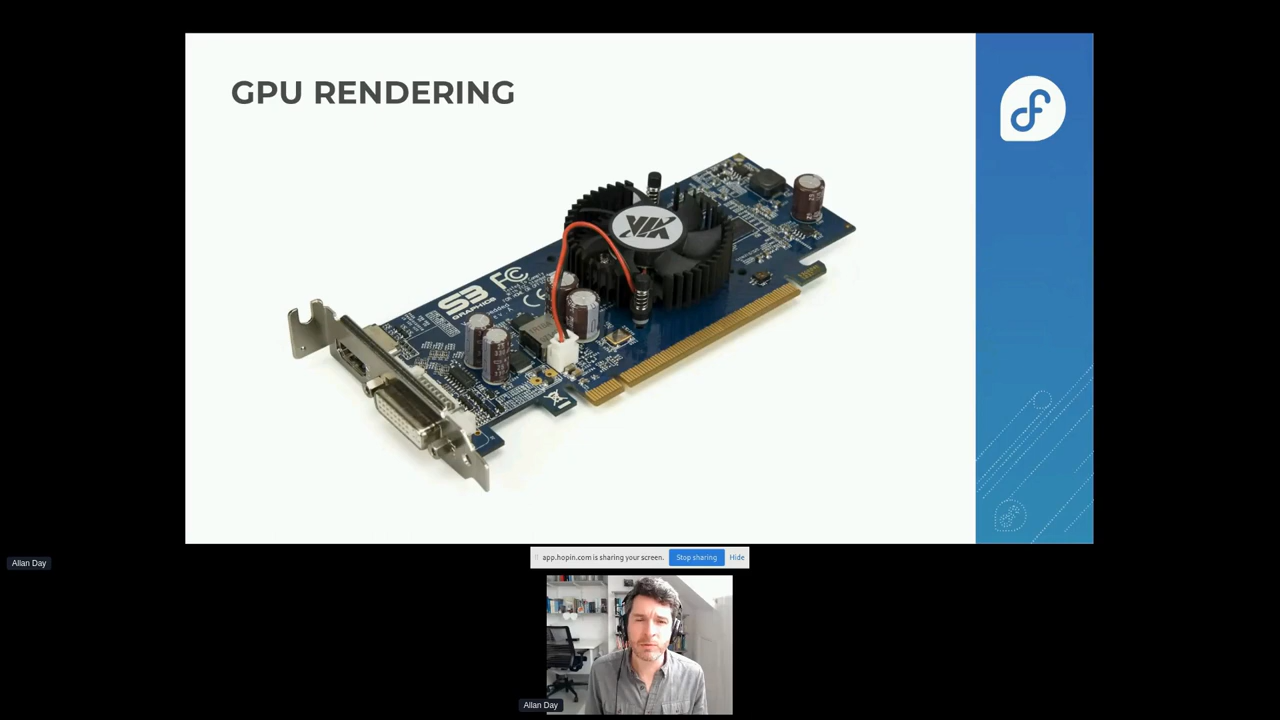 GPU RENDERING
VIA
FC
S3
GRAPHICS
CE
Allan Day
app.hopin.com is sharing your screen.
Stop sharing
Hide
Allan Day